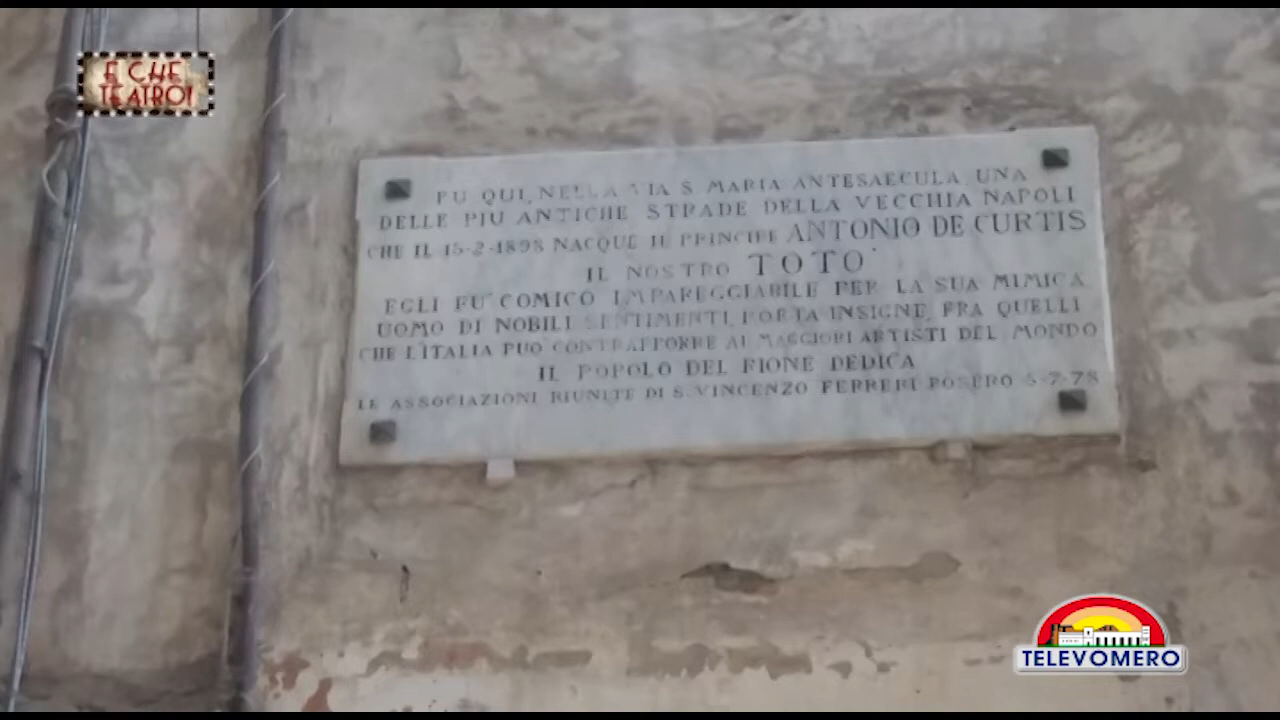 E CHE
TEATRO!
FU QUI, NELLA VIA S. MARIA ANTESAECULA, UNA
DELLE PIU ANTICHE STRADE DELLA VECCHIA NAPOLI
CHE IL 15-2-1898 NACQUE IL PRINCIPE ANTONIO DE CURTIS
IL NOSTRO TOTO'
EGLI FU' COMICO IMPAREGGIABILE PER LA SUA MIMICA
UOMO DI NOBILI SENTIMENTI, POETA INSIGNE, FRA QUELLI
CHE L'ITALIA PUO' CONTRAPPORRE AI MAGGIORI ARTISTI DEL MONDO
IL POPOLO DEL RIONE DEDICA
LE ASSOCIAZIONI RIUNITE DI S. VINCENZO FERRERI POSERO 5-7-78
TELEVOMERO